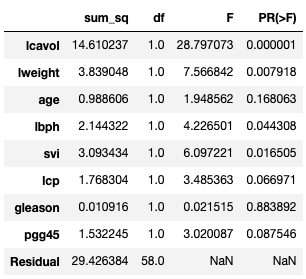 sum_sq df F PR(>F)
lcavol 14.610237 1.0 28.797073 0.000001
lweight 3.839048 1.0 7.566842 0.007918
age 0.988606 1.0 1.948562 0.168063
lbph 2.144322 1.0 4.226501 0.044308
svi 3.093434 1.0 6.097221 0.016505
lcp 1.768304 1.0 3.485363 0.066971
gleason 0.010916 1.0 0.021515 0.883892
pgg45 1.532245 1.0 3.020087 0.087546
Residual 29.426384 58.0 NaN NaN